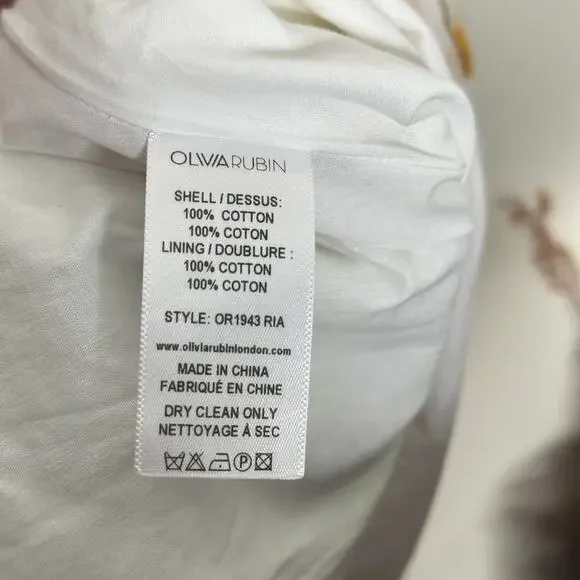 OLIVIA RUBIN
SHELL / DESSUS:
100% COTTON
100% COTON
LINING / DOUBLURE :
100% COTTON
100% COTON
STYLE: OR1943 RIA
www.oliviarubinlondon.com
MADE IN CHINA
FABRIQUÉ EN CHINE
DRY CLEAN ONLY
NETTOYAGE À SEC
P